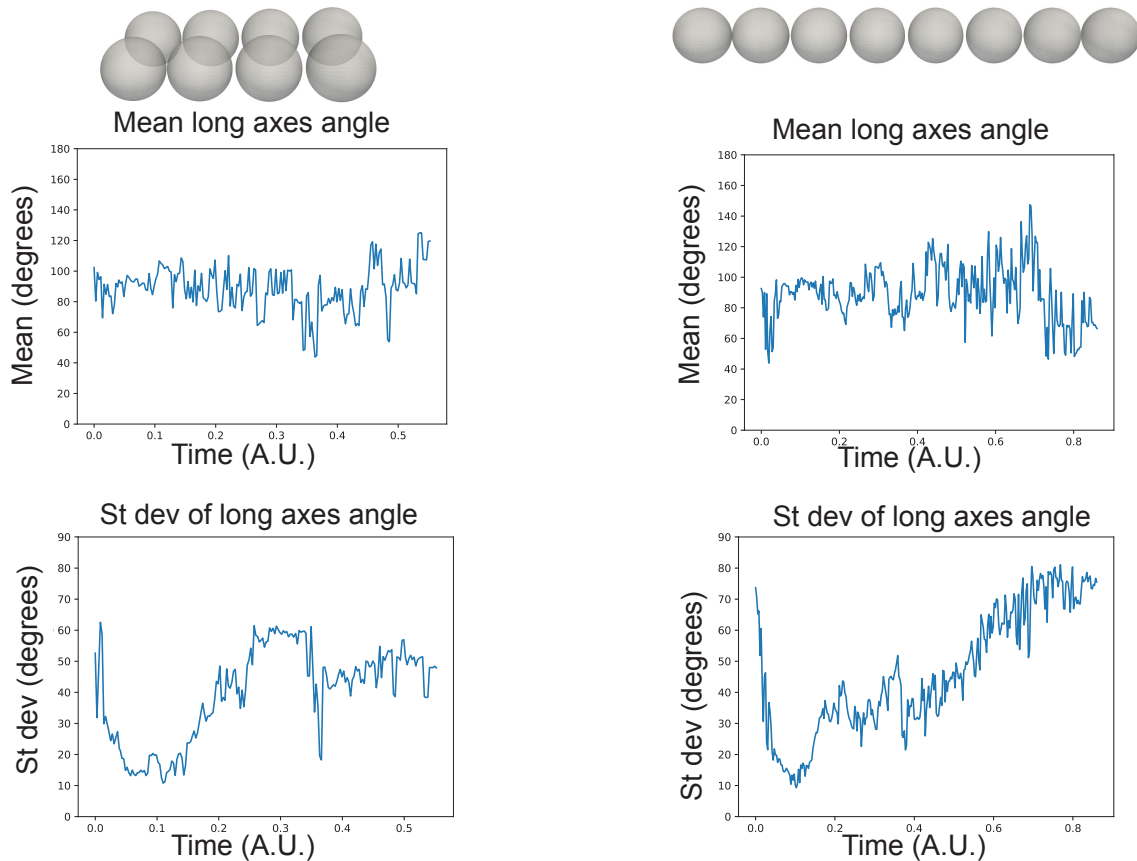 Mean long axes angle
180
160
140
120
100
80
60
40
20
0
Mean (degrees)
0.0 0.1 0.2 0.3 0.4 0.5
Time (A.U.)
Mean long axes angle
180
160
140
120
100
80
60
40
20
0
Mean (degrees)
0.0 0.2 0.4 0.6 0.8
Time (A.U.)
St dev of long axes angle
90
80
70
60
50
40
30
20
10
0
St dev (degrees)
0.0 0.1 0.2 0.3 0.4 0.5
Time (A.U.)
St dev of long axes angle
90
80
70
60
50
40
30
20
10
0
St dev (degrees)
0.0 0.2 0.4 0.6 0.8
Time (A.U.)